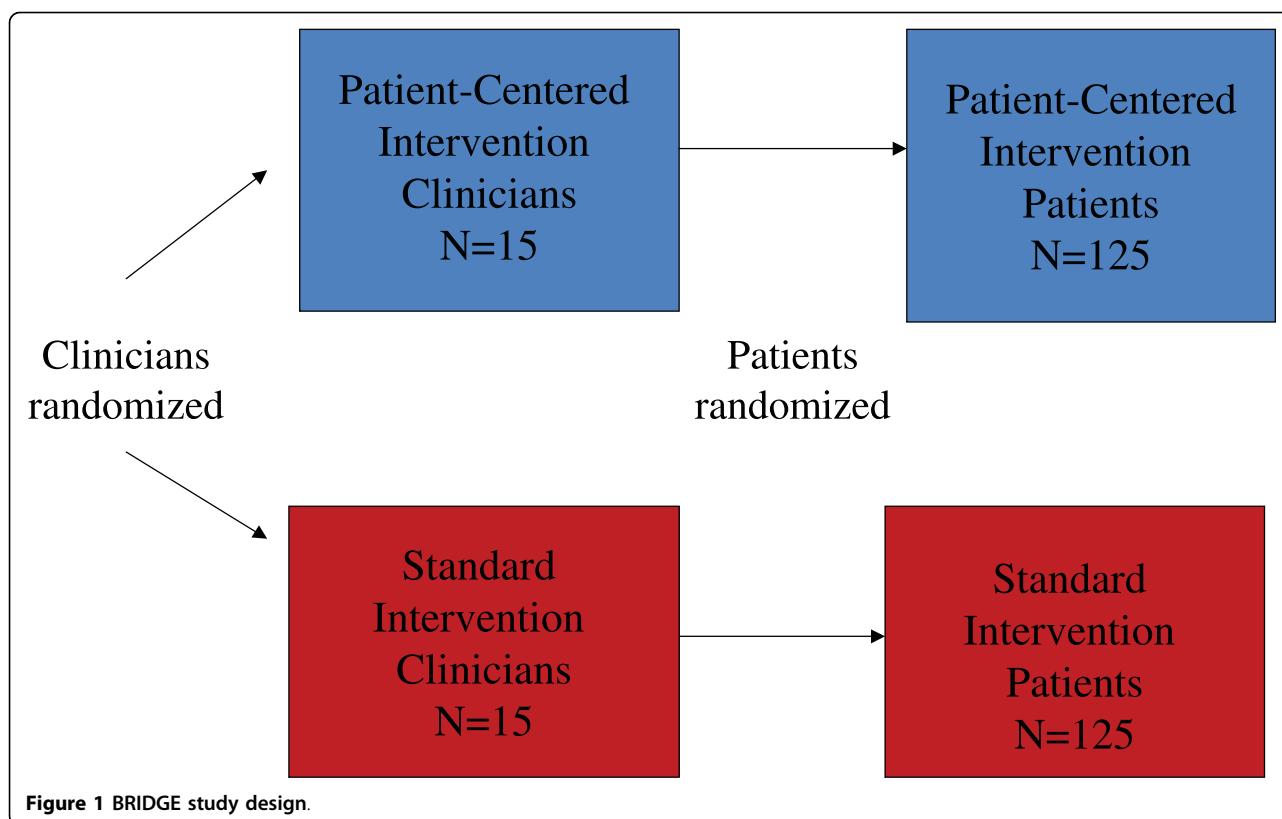 Patient-Centered
Intervention
Clinicians
N=15
Patient-Centered
Intervention
Patients
N=125
Clinicians
randomized
Patients
randomized
Standard
Intervention
Clinicians
N=15
Standard
Intervention
Patients
N=125
Figure 1 BRIDGE study design.